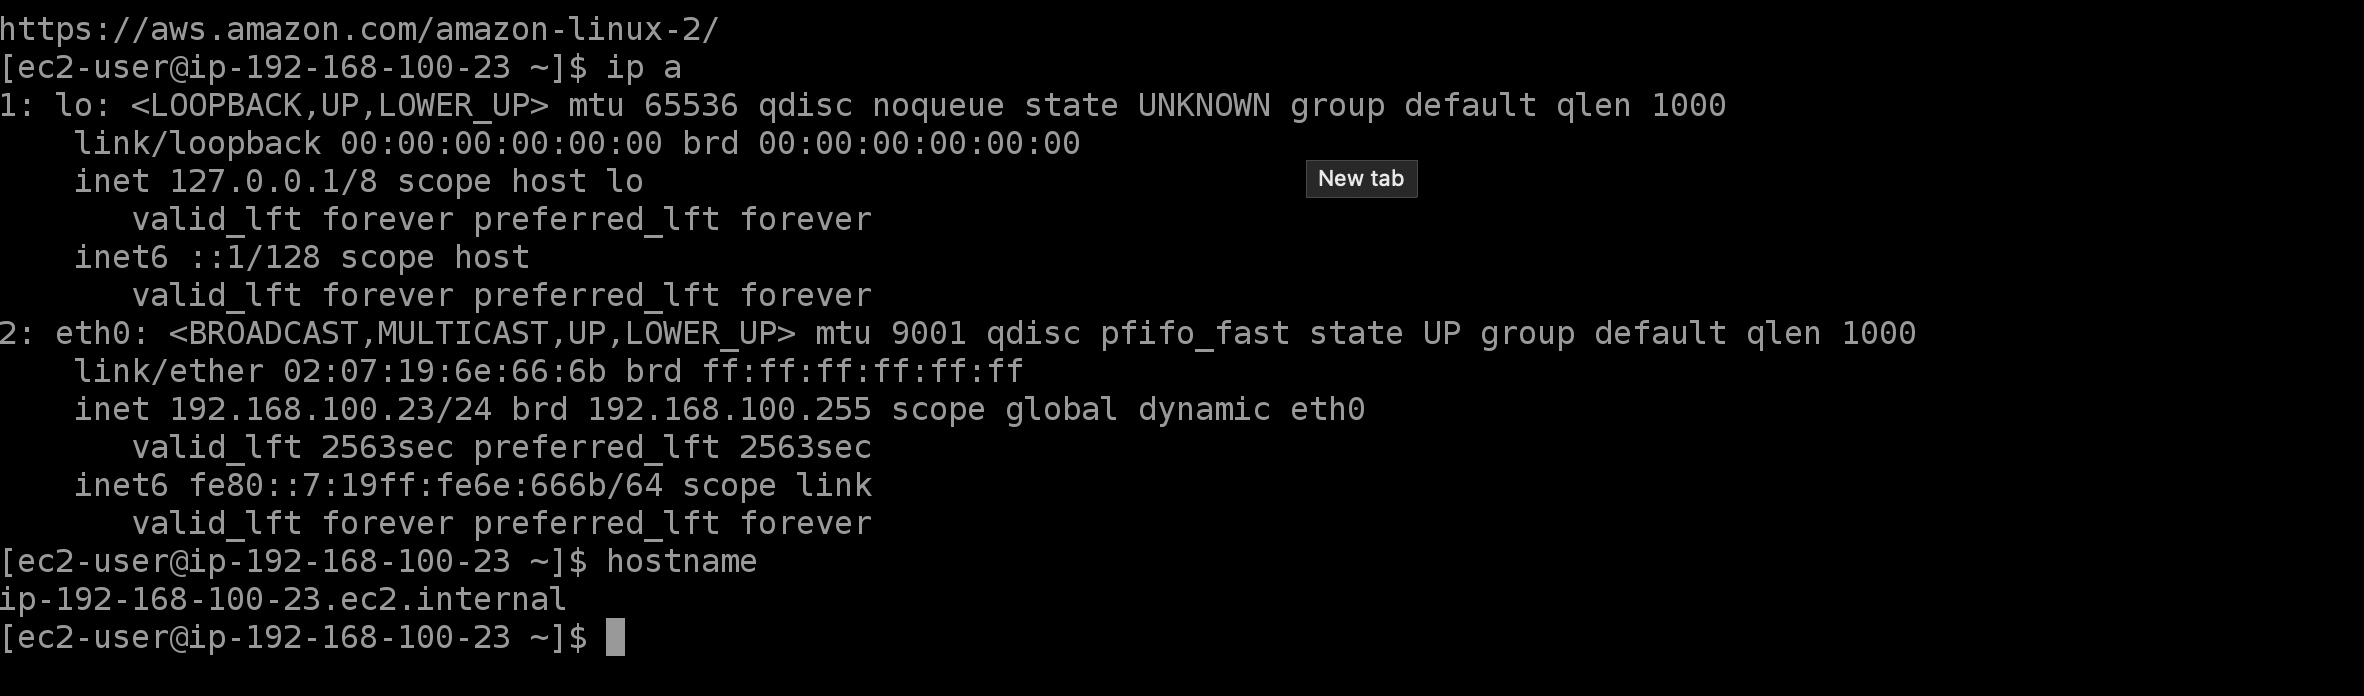 https://aws.amazon.com/amazon-linux-2/
[ec2-user@ip-192-168-100-23 ~]$ ip a
1: lo: <LOOPBACK,UP,LOWER_UP> mtu 65536 qdisc noqueue state UNKNOWN group default qlen 1000
    link/loopback 00:00:00:00:00:00 brd 00:00:00:00:00:00
    inet 127.0.0.1/8 scope host lo
New tab
       valid_lft forever preferred_lft forever
    inet6 ::1/128 scope host
       valid_lft forever preferred_lft forever
2: eth0: <BROADCAST,MULTICAST,UP,LOWER_UP> mtu 9001 qdisc pfifo_fast state UP group default qlen 1000
    link/ether 02:07:19:6e:66:6b brd ff:ff:ff:ff:ff:ff
    inet 192.168.100.23/24 brd 192.168.100.255 scope global dynamic eth0
       valid_lft 2563sec preferred_lft 2563sec
    inet6 fe80::7:19ff:fe6e:666b/64 scope link
       valid_lft forever preferred_lft forever
[ec2-user@ip-192-168-100-23 ~]$ hostname
ip-192-168-100-23.ec2.internal
[ec2-user@ip-192-168-100-23 ~]$